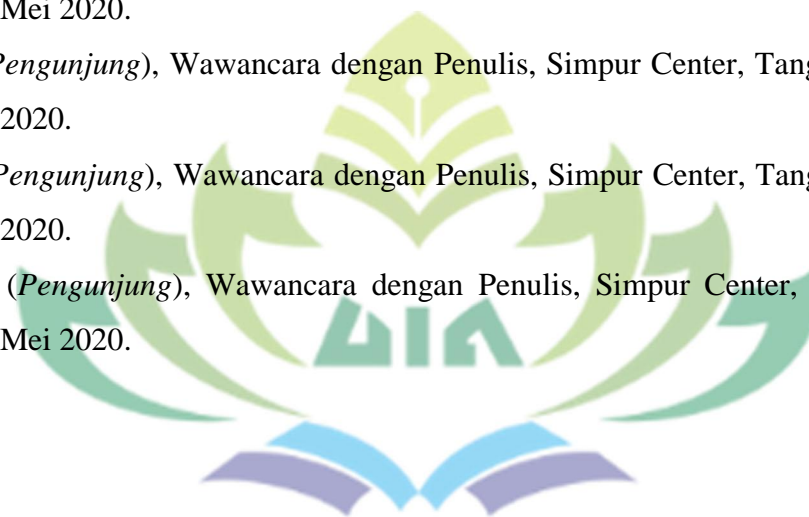 Mei 2020.
Pengunjung), Wawancara dengan Penulis, Simpur Center, Tang
2020.
Pengunjung), Wawancara dengan Penulis, Simpur Center, Tang
2020.
(Pengunjung), Wawancara dengan Penulis, Simpur Center,
Mei 2020.
UIN